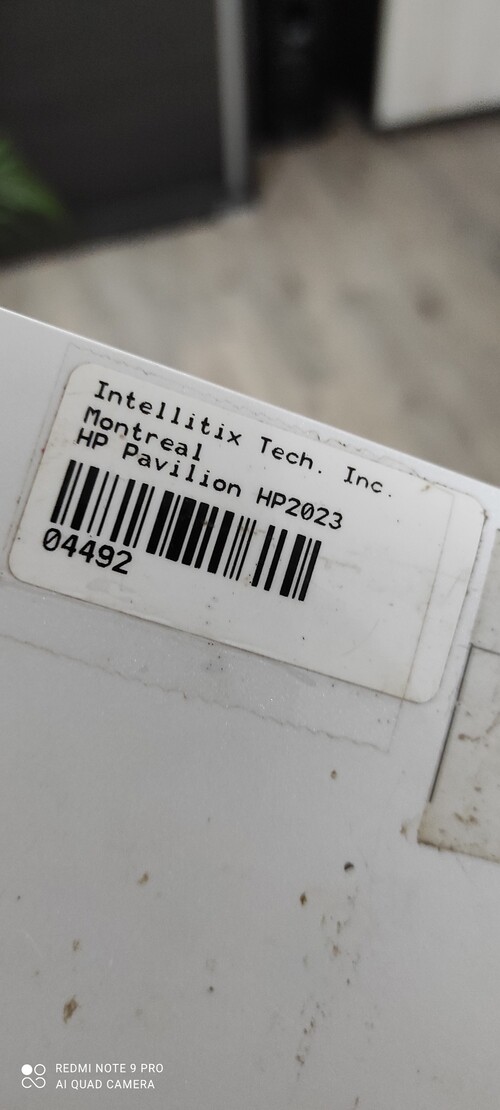 Intellitix Tech. Inc.
Montreal
HP Pavilion HP2023
04492
REDMI NOTE 9 PRO
AI QUAD CAMERA